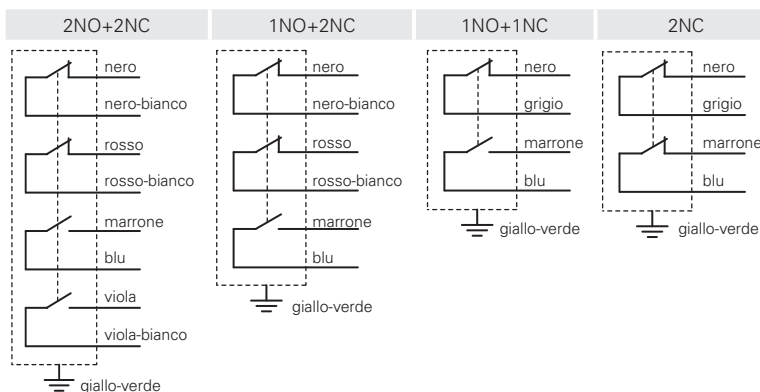 2NO+2NC
nero
nero-bianco
rosso
rosso-bianco
marrone
blu
viola
viola-bianco
giallo-verde
1NO+2NC
nero
nero-bianco
rosso
rosso-bianco
marrone
blu
giallo-verde
1NO+1NC
nero
grigio
marrone
blu
giallo-verde
2NC
nero
grigio
marrone
blu
giallo-verde